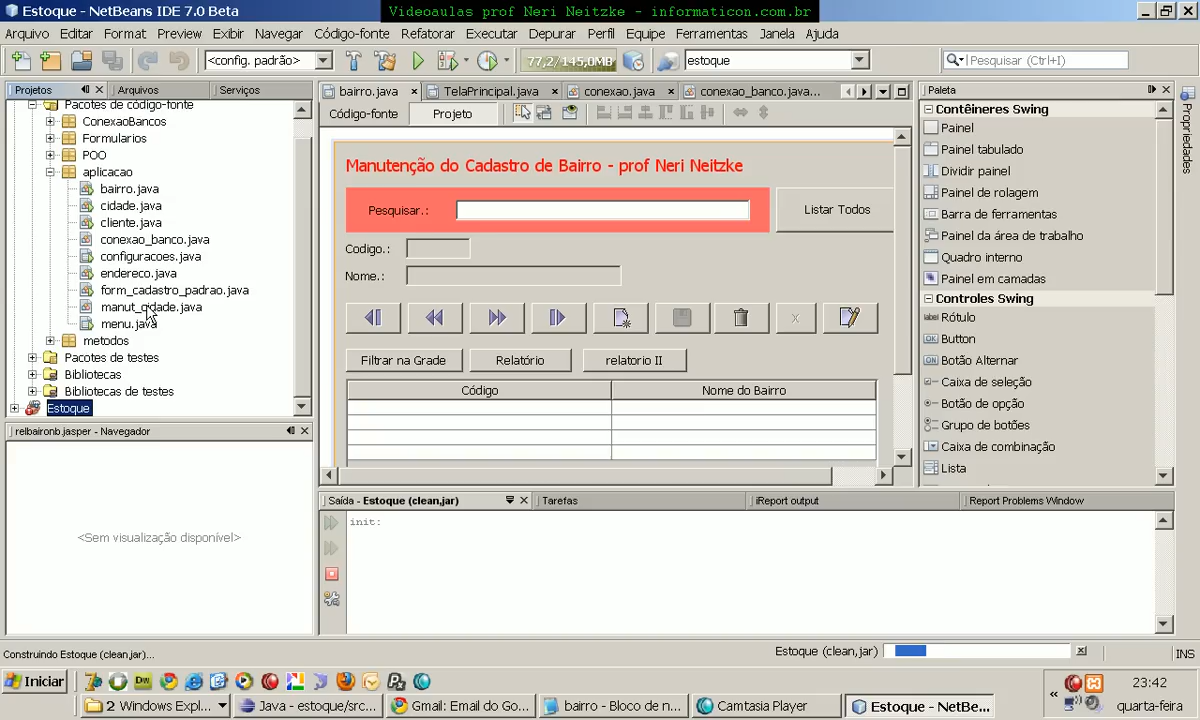 Estoque - NetBeans IDE 7.0 Beta
Videoaulas prof Neri Neitzke - informaticon.com.br
Arquivo Editar Format Preview Exibir Navegar Código-fonte Refatorar Executar Depurar Perfil Equipe Ferramentas Janela Ajuda
<config. padrão> 77,2/145,0MB estoque Pesquisar (Ctrl+I)
Projetos Arquivos Serviços
Pacotes de código-fonte
ConexaoBancos
Formularios
POO
aplicacao
bairro.java
cidade.java
cliente.java
conexao_banco.java
configuracoes.java
endereco.java
form_cadastro_padrao.java
manut_cidade.java
menu.java
metodos
Pacotes de testes
Bibliotecas
Bibliotecas de testes
Estoque
relbaironb.jasper - Navegador
<Sem visualização disponível>
bairro.java TelaPrincipal.java conexao.java conexao_banco.java...
Código-fonte Projeto
Manutenção do Cadastro de Bairro - prof Neri Neitzke
Pesquisar.: Listar Todos
Codigo.:
Nome.:
x
Filtrar na Grade Relatório relatorio II
Código Nome do Bairro
Saída - Estoque (clean,jar) Tarefas iReport output Report Problems Window
init:
Paleta
Contêineres Swing
Painel
Painel tabulado
Dividir painel
Painel de rolagem
Barra de ferramentas
Painel da área de trabalho
Quadro interno
Painel em camadas
Controles Swing
label Rótulo
OK Button
ON Botão Alternar
Caixa de seleção
Botão de opção
Grupo de botões
Caixa de combinação
Lista
Propriedades
Construindo Estoque (clean,jar)... Estoque (clean,jar) INS
Iniciar
2 Windows Expl... Java - estoque/src... Gmail: Email do Go... bairro - Bloco de n... Camtasia Player Estoque - NetBe...
23:42
quarta-feira